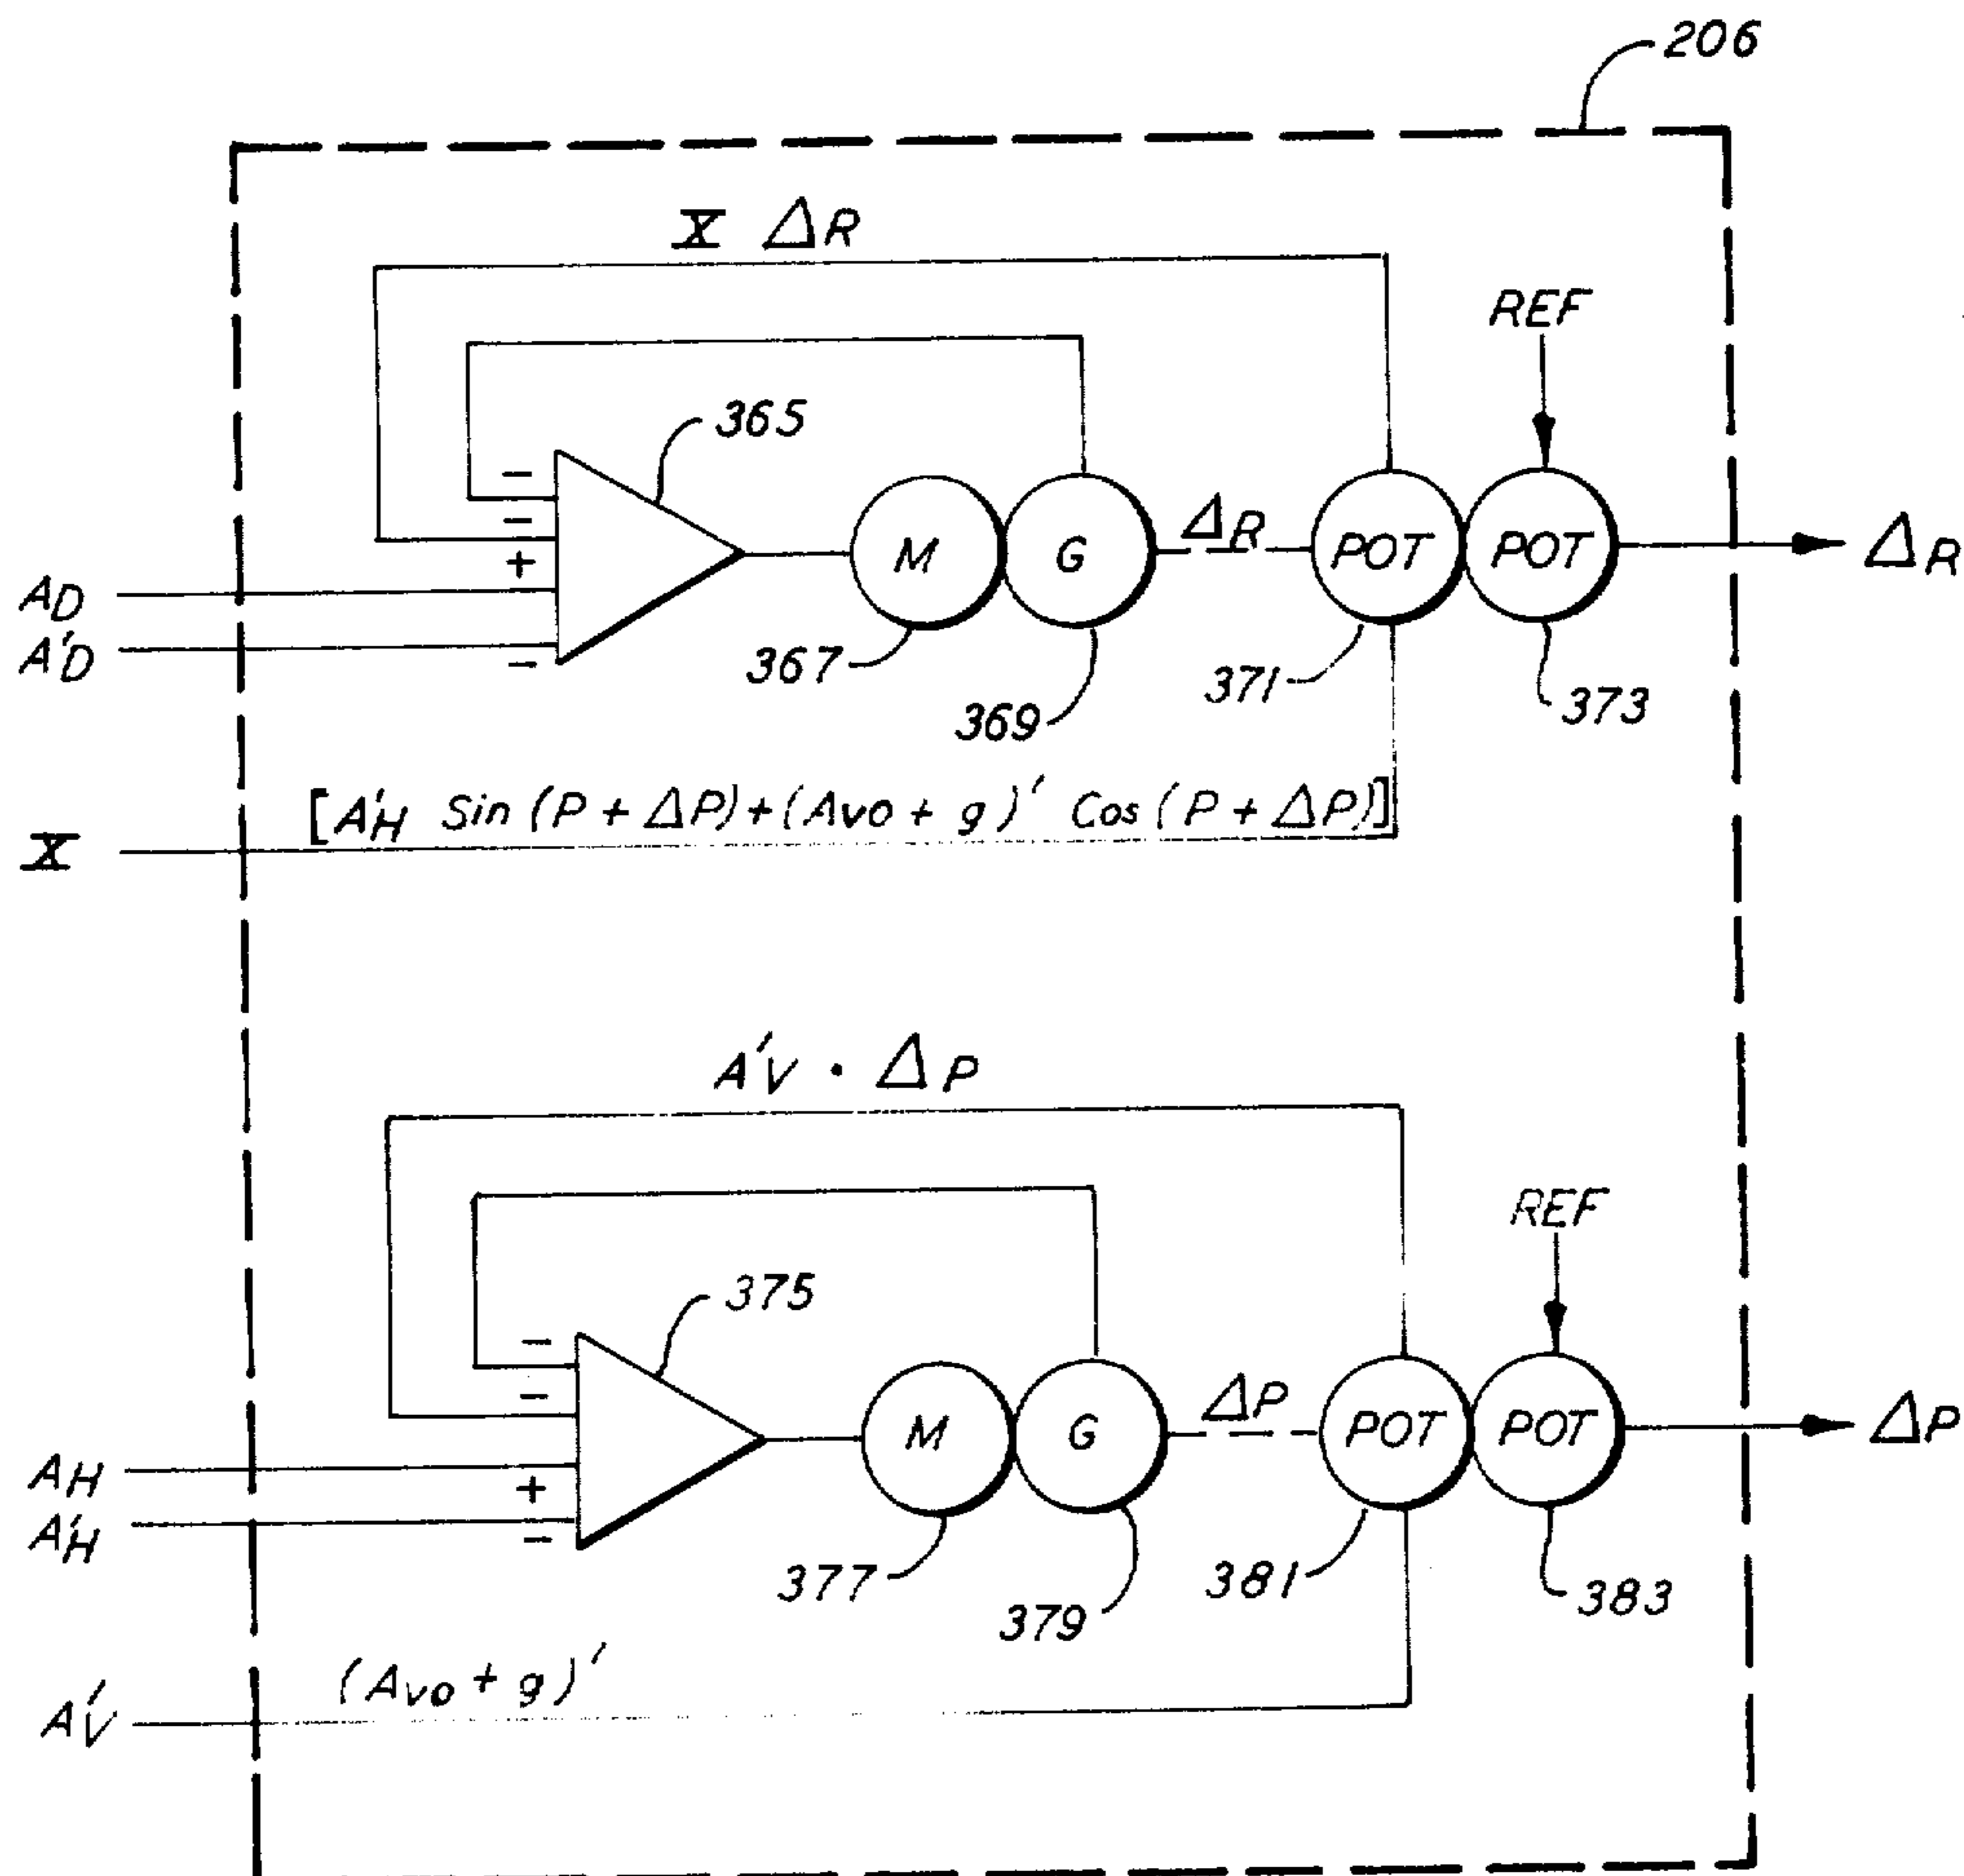 206
X ΔR
REF
365
- 
-
+
-
M
G
ΔR
POT
POT
ΔR
AD
A'D
367
369
371
373
[A'H Sin (P + ΔP) + (Avo + g)' Cos (P + ΔP)]
X
A'V · ΔP
REF
375
-
-
+
-
M
G
ΔP
POT
POT
ΔP
AH
A'H
377
379
381
383
(Avo + g)'
A'V